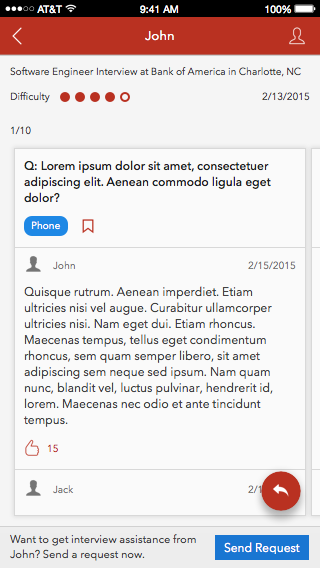 AT&T 9:41 AM 100%
John
Software Engineer Interview at Bank of America in Charlotte, NC
Difficulty 2/13/2015
1/10
Q: Lorem ipsum dolor sit amet, consectetuer
adipiscing elit. Aenean commodo ligula eget
dolor?
Phone
John 2/15/2015
Quisque rutrum. Aenean imperdiet. Etiam
ultricies nisi vel augue. Curabitur ullamcorper
ultricies nisi. Nam eget dui. Etiam rhoncus.
Maecenas tempus, tellus eget condimentum
rhoncus, sem quam semper libero, sit amet
adipiscing sem neque sed ipsum. Nam quam
nunc, blandit vel, luctus pulvinar, hendrerit id,
lorem. Maecenas nec odio et ante tincidunt
tempus.
15
Jack
Want to get interview assistance from
John? Send a request now.
Send Request